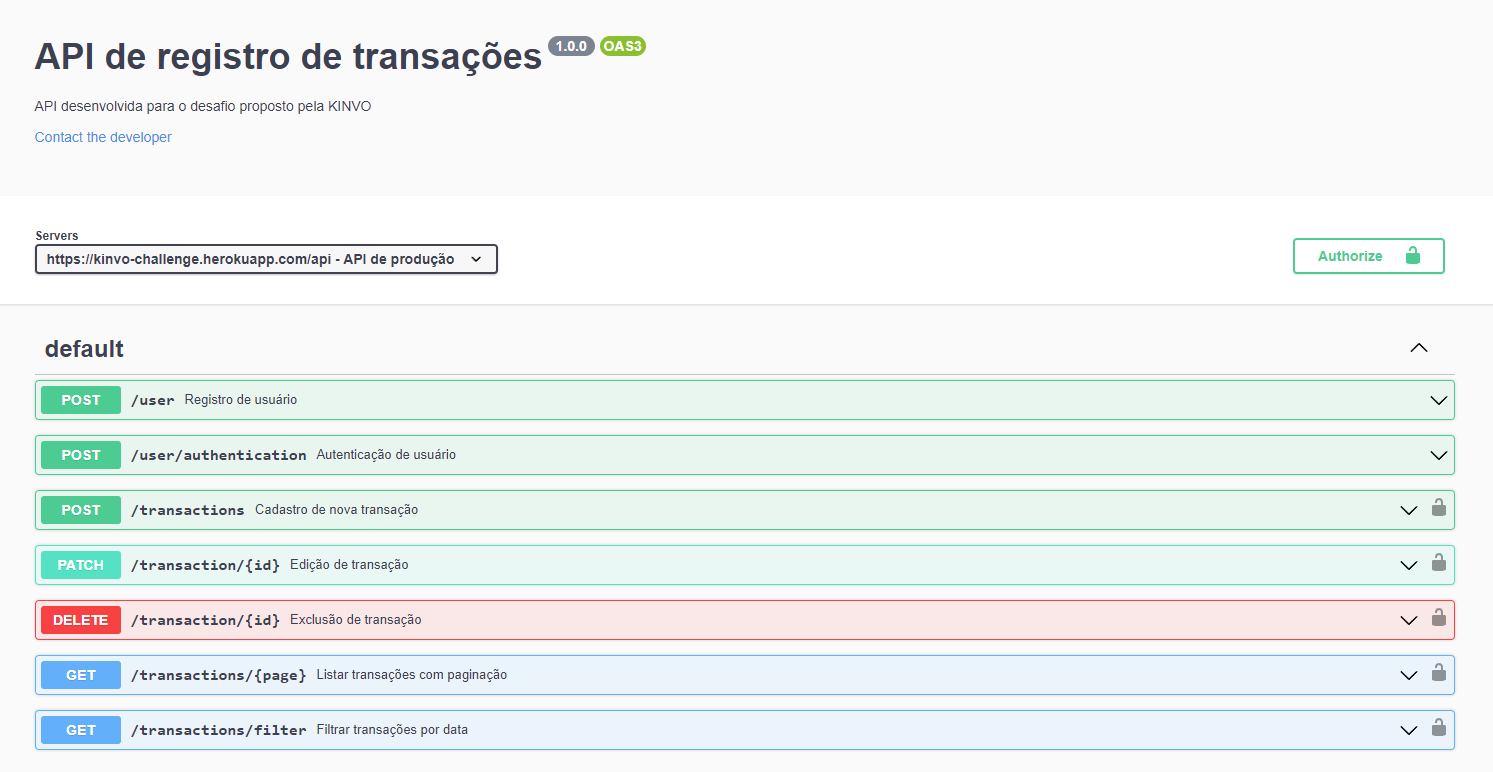 API de registro de transações 1.0.0 OAS3
API desenvolvida para o desafio proposto pela KINVO
Contact the developer
Servers
https://kinvo-challenge.herokuapp.com/api - API de produção
Authorize
default
POST /user Registro de usuário
POST /user/authentication Autenticação de usuário
POST /transactions Cadastro de nova transação
PATCH /transaction/{id} Edição de transação
DELETE /transaction/{id} Exclusão de transação
GET /transactions/{page} Listar transações com paginação
GET /transactions/filter Filtrar transações por data